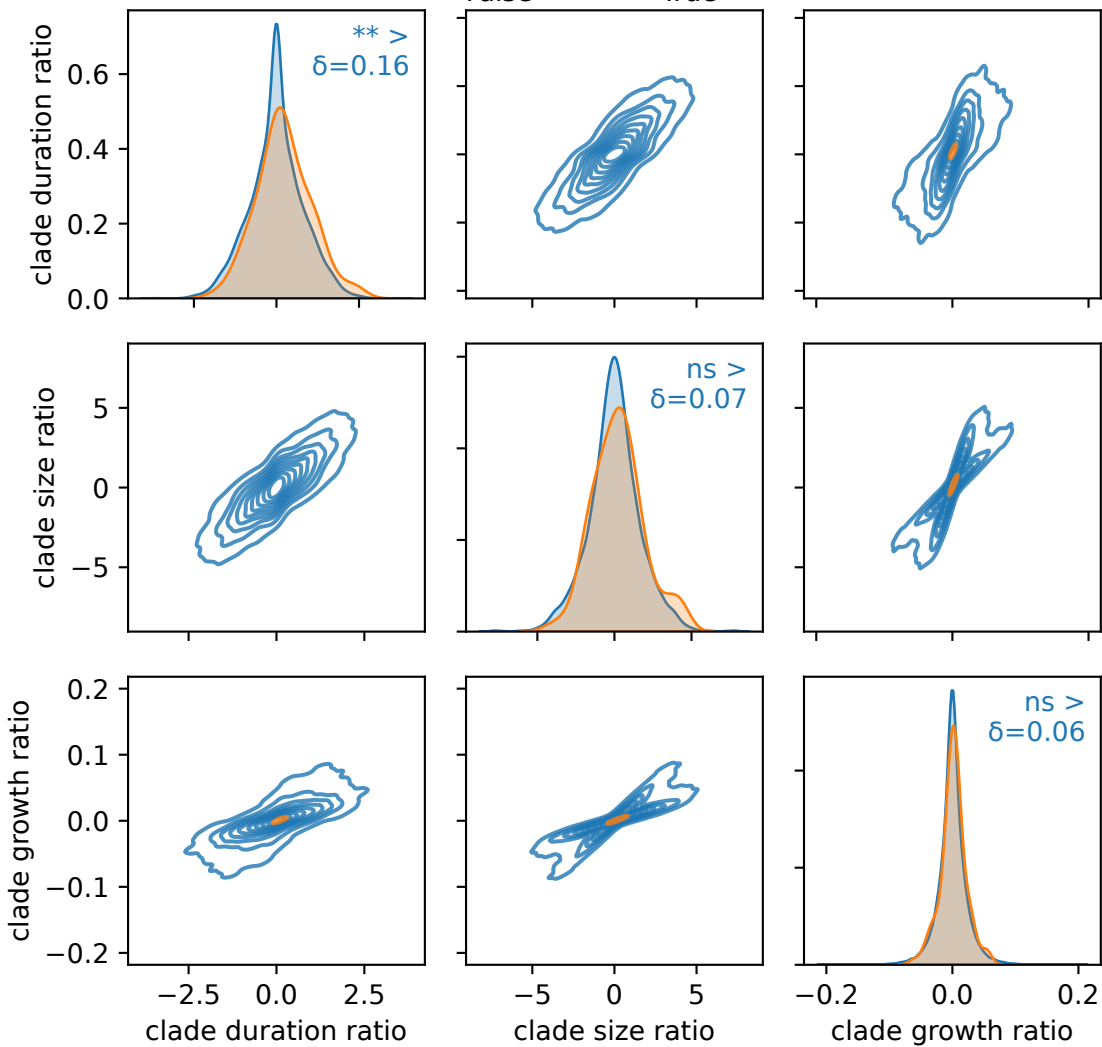 clade duration ratio
0.6
0.4
0.2
0.0
** >
δ=0.16
clade size ratio
5
0
−5
ns >
δ=0.07
clade growth ratio
0.2
0.1
0.0
−0.1
−0.2
ns >
δ=0.06
−2.5 0.0 2.5
−5 0 5
−0.2 0.0 0.2
clade duration ratio
clade size ratio
clade growth ratio